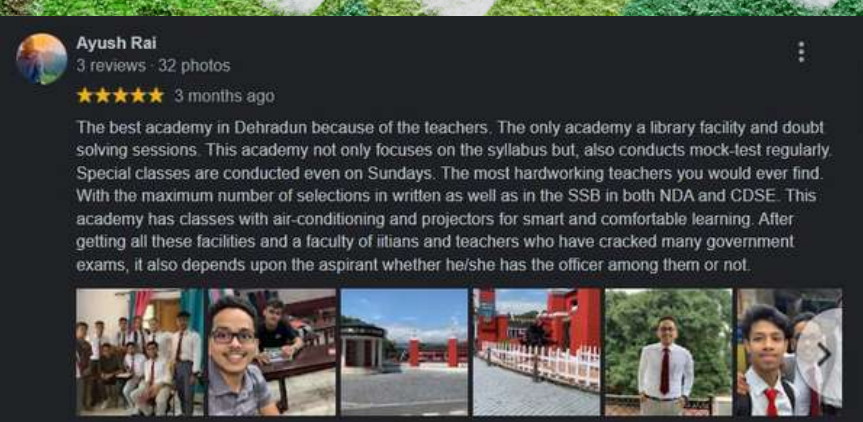 Ayush Rai
3 reviews · 32 photos
3 months ago
The best academy in Dehradun because of the teachers. The only academy a library facility and doubt
solving sessions. This academy not only focuses on the syllabus but, also conducts mock-test regularly.
Special classes are conducted even on Sundays. The most hardworking teachers you would ever find.
With the maximum number of selections in written as well as in the SSB in both NDA and CDSE. This
academy has classes with air-conditioning and projectors for smart and comfortable learning. After
getting all these facilities and a faculty of iitians and teachers who have cracked many government
exams, it also depends upon the aspirant whether he/she has the officer among them or not.